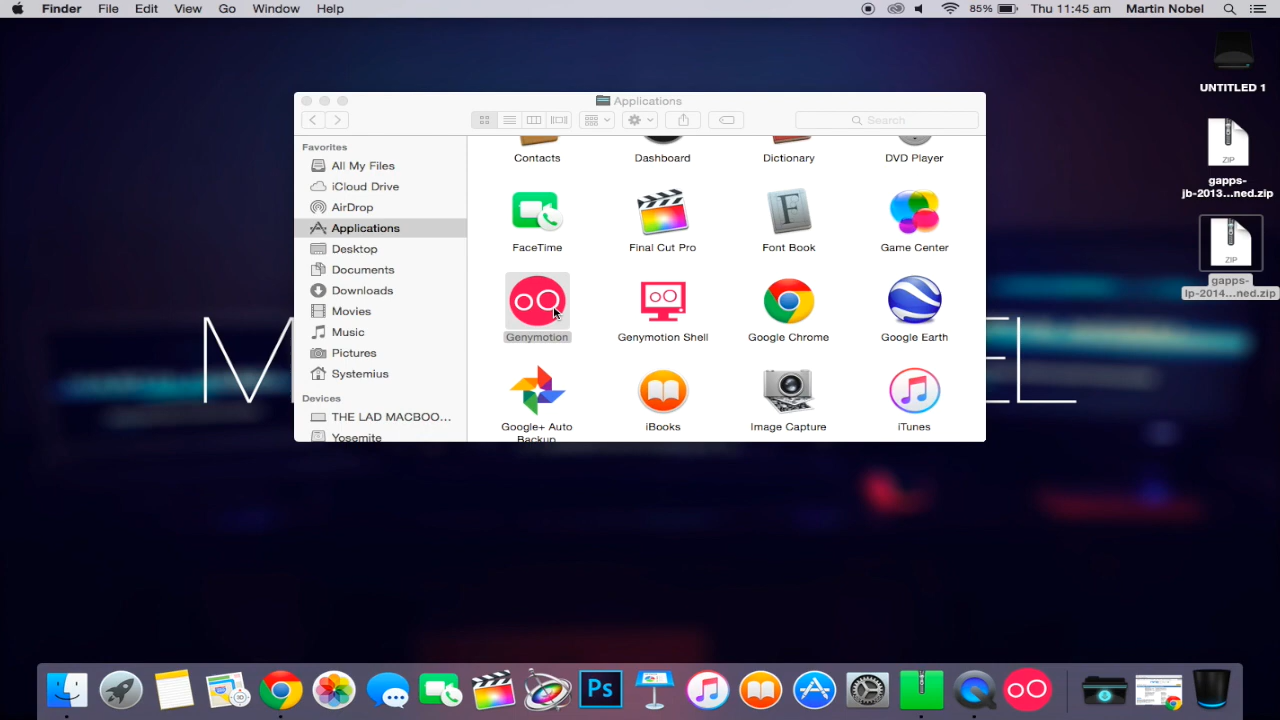 Finder File Edit View Go Window Help 85% Thu 11:45 am Martin Nobel
Applications
Search
Favorites
All My Files
iCloud Drive
AirDrop
Applications
Desktop
Documents
Downloads
Movies
Music
Pictures
Systemius
Devices
THE LAD MACBOO...
Yosemite
Contacts Dashboard Dictionary DVD Player
FaceTime Final Cut Pro Font Book Game Center
Genymotion Genymotion Shell Google Chrome Google Earth
Google+ Auto
Backup
iBooks Image Capture iTunes
UNTITLED 1
ZIP
gapps-
jb-2013...ned.zip
ZIP
gapps-
lp-2014...ned.zip
M
EL
Ps